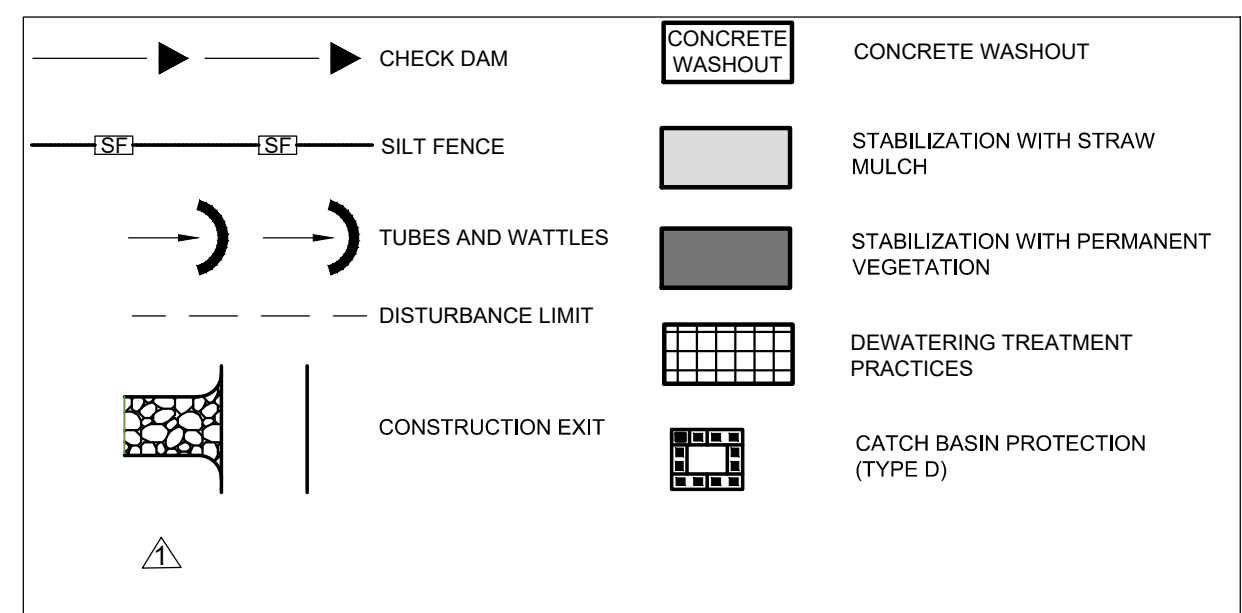 CHECK DAM
SF
SF
SILT FENCE
TUBES AND WATTLES
DISTURBANCE LIMIT
CONSTRUCTION EXIT
1
CONCRETE
WASHOUT
CONCRETE WASHOUT
STABILIZATION WITH STRAW
MULCH
STABILIZATION WITH PERMANENT
VEGETATION
DEWATERING TREATMENT
PRACTICES
CATCH BASIN PROTECTION
(TYPE D)